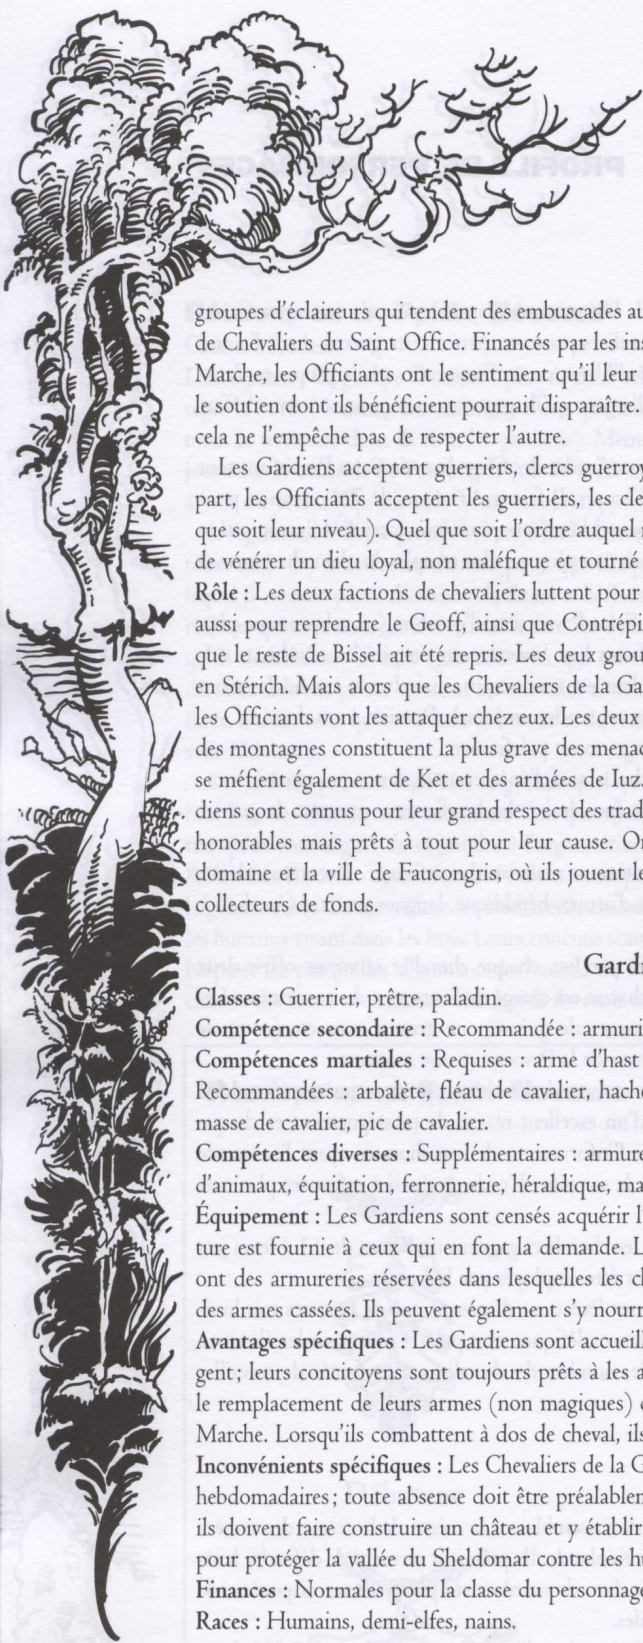 groupes d'éclaireurs qui tendent des embuscades au
de Chevaliers du Saint Office. Financés par les ins
Marche, les Officiants ont le sentiment qu'il leur
le soutien dont ils bénéficient pourrait disparaître.
cela ne l'empêche pas de respecter l'autre.
Les Gardiens acceptent guerriers, clercs guerroy
part, les Officiants acceptent les guerriers, les cle
que soit leur niveau). Quel que soit l'ordre auquel p
de vénérer un dieu loyal, non maléfique et tourné
Rôle : Les deux factions de chevaliers luttent pour
aussi pour reprendre le Geoff, ainsi que Contrépi
que le reste de Bissel ait été repris. Les deux grou
en Stérich. Mais alors que les Chevaliers de la Ga
les Officiants vont les attaquer chez eux. Les deux
des montagnes constituent la plus grave des menac
se méfient également de Ket et des armées de Iuz.
diens sont connus pour leur grand respect des trad
honorables mais prêts à tout pour leur cause. On
domaine et la ville de Faucongris, où ils jouent le
collecteurs de fonds.
Gardi
Classes : Guerrier, prêtre, paladin.
Compétence secondaire : Recommandée : armuri
Compétences martiales : Requises : arme d'hast
Recommandées : arbalète, fléau de cavalier, hache
masse de cavalier, pic de cavalier.
Compétences diverses : Supplémentaires : armure
d'animaux, équitation, ferronnerie, héraldique, ma
Équipement : Les Gardiens sont censés acquérir l'
ture est fournie à ceux qui en font la demande. L
ont des armureries réservées dans lesquelles les ch
des armes cassées. Ils peuvent également s'y nourr
Avantages spécifiques : Les Gardiens sont accueill
gent ; leurs concitoyens sont toujours prêts à les a
le remplacement de leurs armes (non magiques) c
Marche. Lorsqu'ils combattent à dos de cheval, ils
Inconvénients spécifiques : Les Chevaliers de la G
hebdomadaires ; toute absence doit être préalablem
ils doivent faire construire un château et y établir
pour protéger la vallée du Sheldomar contre les hu
Finances : Normales pour la classe du personnage
Races : Humains, demi-elfes, nains.